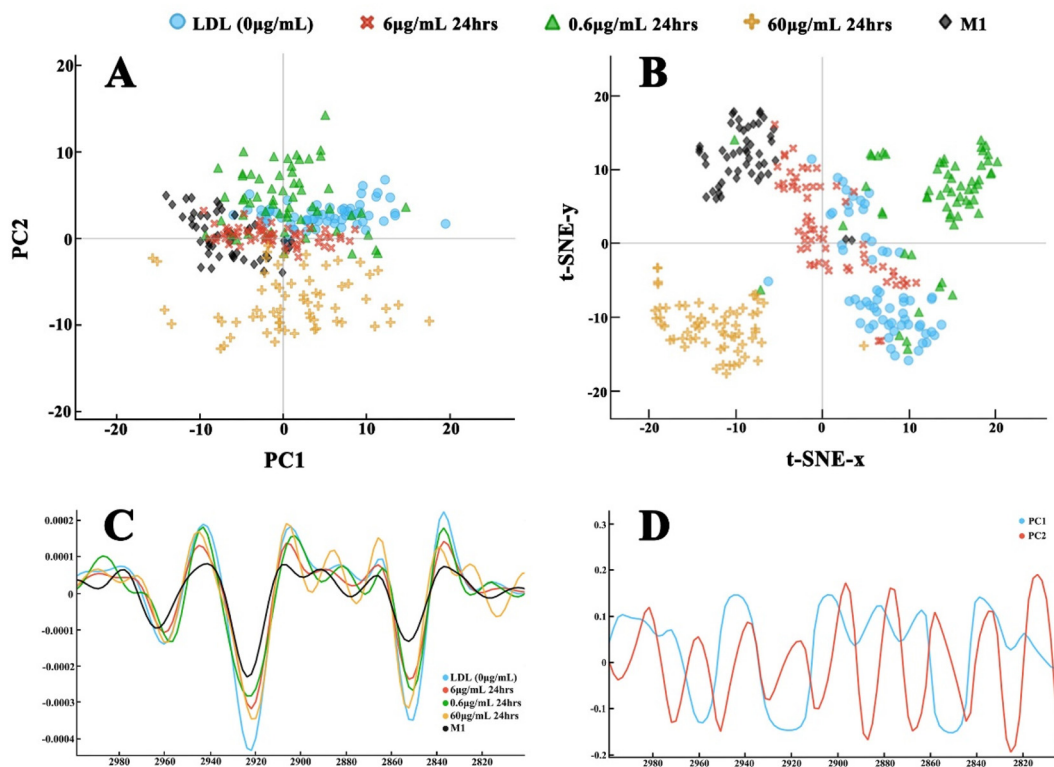 LDL (0µg/mL) 6µg/mL 24hrs 0.6µg/mL 24hrs 60µg/mL 24hrs M1
A
PC2
20
10
0
-10
-20
-20 -10 0 10 20
PC1
B
t-SNE-y
20
10
0
-10
-20
-20 -10 0 10 20
t-SNE-x
C
0.0002
0.0001
0
-0.0001
-0.0002
-0.0003
-0.0004
LDL (0µg/mL)
6µg/mL 24hrs
0.6µg/mL 24hrs
60µg/mL 24hrs
M1
2980 2960 2940 2920 2900 2880 2860 2840 2820
D
PC1
PC2
0.3
0.2
0.1
0
-0.1
-0.2
2980 2960 2940 2920 2900 2880 2860 2840 2820